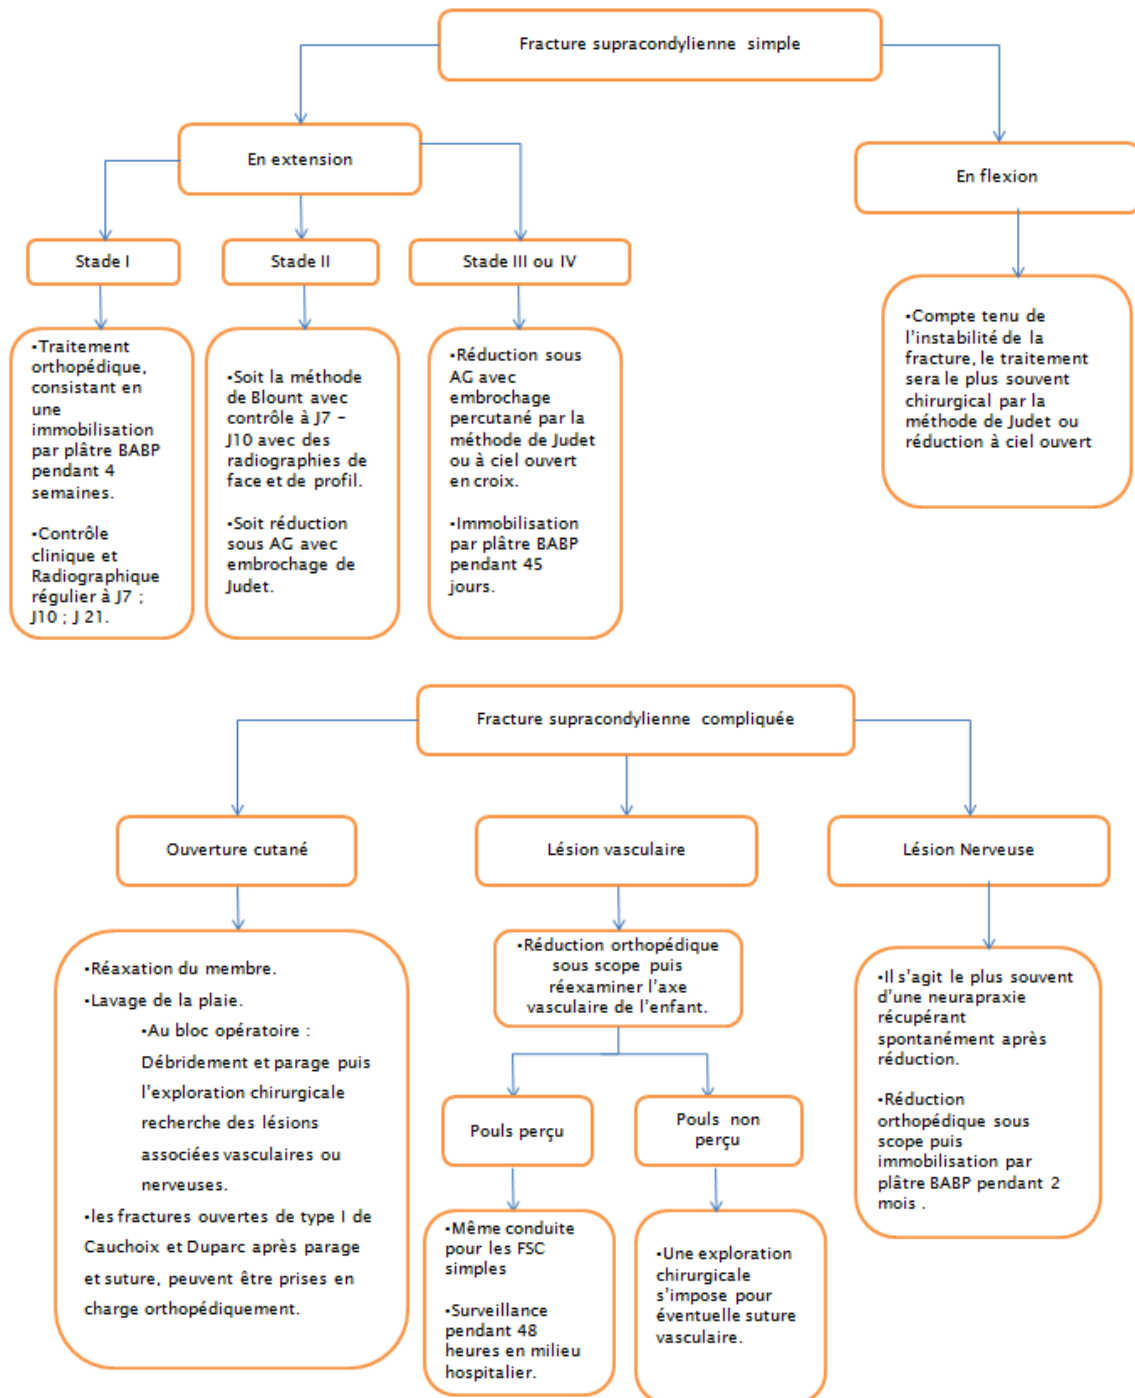 Fracture supracondylienne simple
En extension
En flexion
Stade I
Stade II
Stade III ou IV
•Traitement
orthopédique,
consistant en
une
immobilisation
par plâtre BABP
pendant 4
semaines.
•Contrôle
clinique et
Radiographique
régulier à J7 ;
J10 ; J 21.
•Soit la méthode
de Blount avec
contrôle à J7 –
J10 avec des
radiographies de
face et de profil.
•Soit réduction
sous AG avec
embrochage de
Judet.
•Réduction sous
AG avec
embrochage
percutané par la
méthode de Judet
ou à ciel ouvert
en croix.
•Immobilisation
par plâtre BABP
pendant 45
jours.
•Compte tenu de
l'instabilité de la
fracture, le traitement
sera le plus souvent
chirurgical par la
méthode de Judet ou
réduction à ciel ouvert
Fracture supracondylienne compliquée
Ouverture cutané
Lésion vasculaire
Lésion Nerveuse
•Réaxation du membre.
•Lavage de la plaie.
•Au bloc opératoire :
Débridement et parage puis
l'exploration chirurgicale
recherche des lésions
associées vasculaires ou
nerveuses.
•les fractures ouvertes de type I de
Cauchoix et Duparc après parage
et suture, peuvent être prises en
charge orthopédiquement.
•Réduction orthopédique
sous scope puis
réexaminer l'axe
vasculaire de l'enfant.
Pouls perçu
Pouls non
perçu
•Même conduite
pour les FSC
simples
•Surveillance
pendant 48
heures en milieu
hospitalier.
•Une exploration
chirurgicale
s'impose pour
éventuelle suture
vasculaire.
•Il s'agit le plus souvent
d'une neurapraxie
récupérant
spontanément après
réduction.
•Réduction
orthopédique sous
scope puis
immobilisation par
plâtre BABP pendant 2
mois .